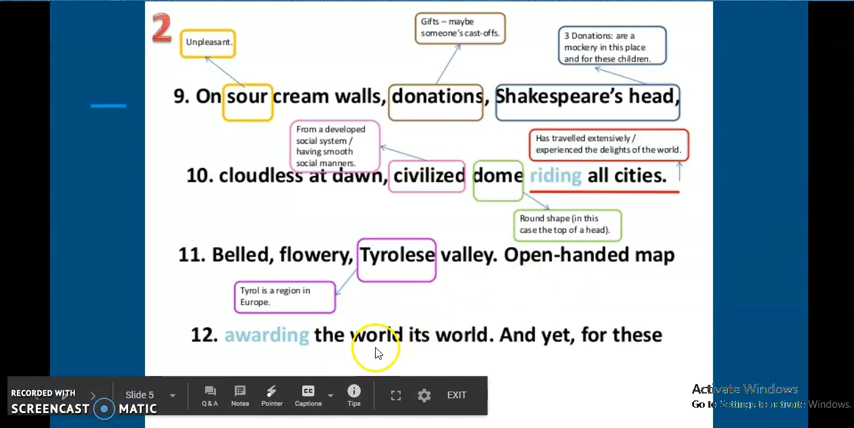 2
Unpleasant.
Gifts – maybe
someone's cast-offs.
3 Donations: are a
mockery in this place
and for these children.
9. On sour cream walls, donations, Shakespeare's head,
From a developed
social system /
having smooth
social manners.
Has travelled extensively /
experienced the delights of the world.
10. cloudless at dawn, civilized dome riding all cities.
Round shape (in this
case the top of a head).
11. Belled, flowery, Tyrolese valley. Open-handed map
Tyrol is a region in
Europe.
12. awarding the world its world. And yet, for these
RECORDED WITH
SCREENCAST MATIC
Slide 5
Q & A
Notes
Pointer
CC
Captions
Tips
EXIT
Activate Windows
Go to Settings to activate Windows.